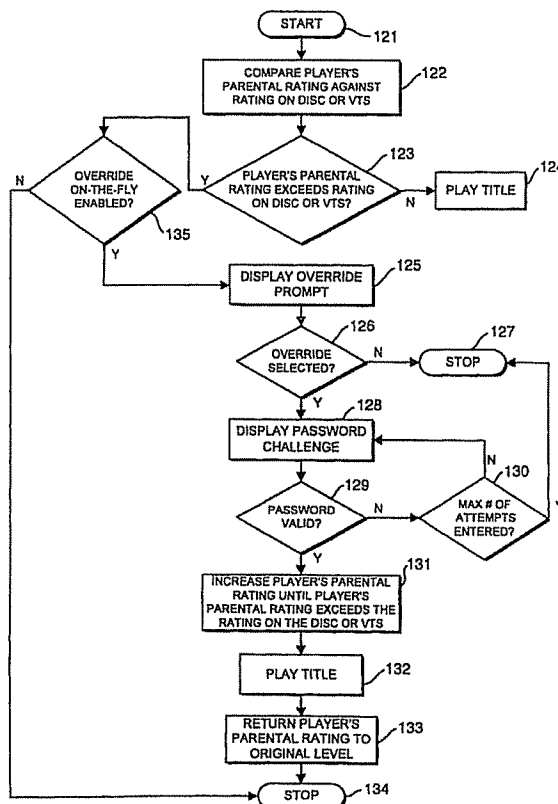 START
121
COMPARE PLAYER'S
PARENTAL RATING AGAINST
RATING ON DISC OR VTS
122
123
PLAYER'S PARENTAL
RATING EXCEEDS RATING
ON DISC OR VTS?
Y
N
124
PLAY TITLE
N
OVERRIDE
ON-THE-FLY
ENABLED?
135
Y
125
DISPLAY OVERRIDE
PROMPT
126
OVERRIDE
SELECTED?
N
127
STOP
Y
128
DISPLAY PASSWORD
CHALLENGE
129
PASSWORD
VALID?
N
N
130
MAX # OF
ATTEMPTS
ENTERED?
Y
Y
131
INCREASE PLAYER'S PARENTAL
RATING UNTIL PLAYER'S
PARENTAL RATING EXCEEDS THE
RATING ON THE DISC OR VTS
PLAY TITLE
132
RETURN PLAYER'S
PARENTAL RATING TO
ORIGINAL LEVEL
133
STOP
134